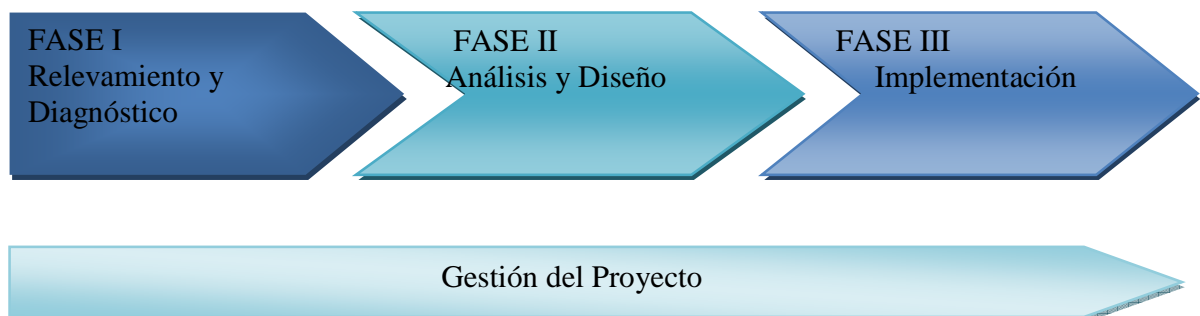 FASE I
Relevamiento y
Diagnóstico
FASE II
Análisis y Diseño
FASE III
Implementación
Gestión del Proyecto